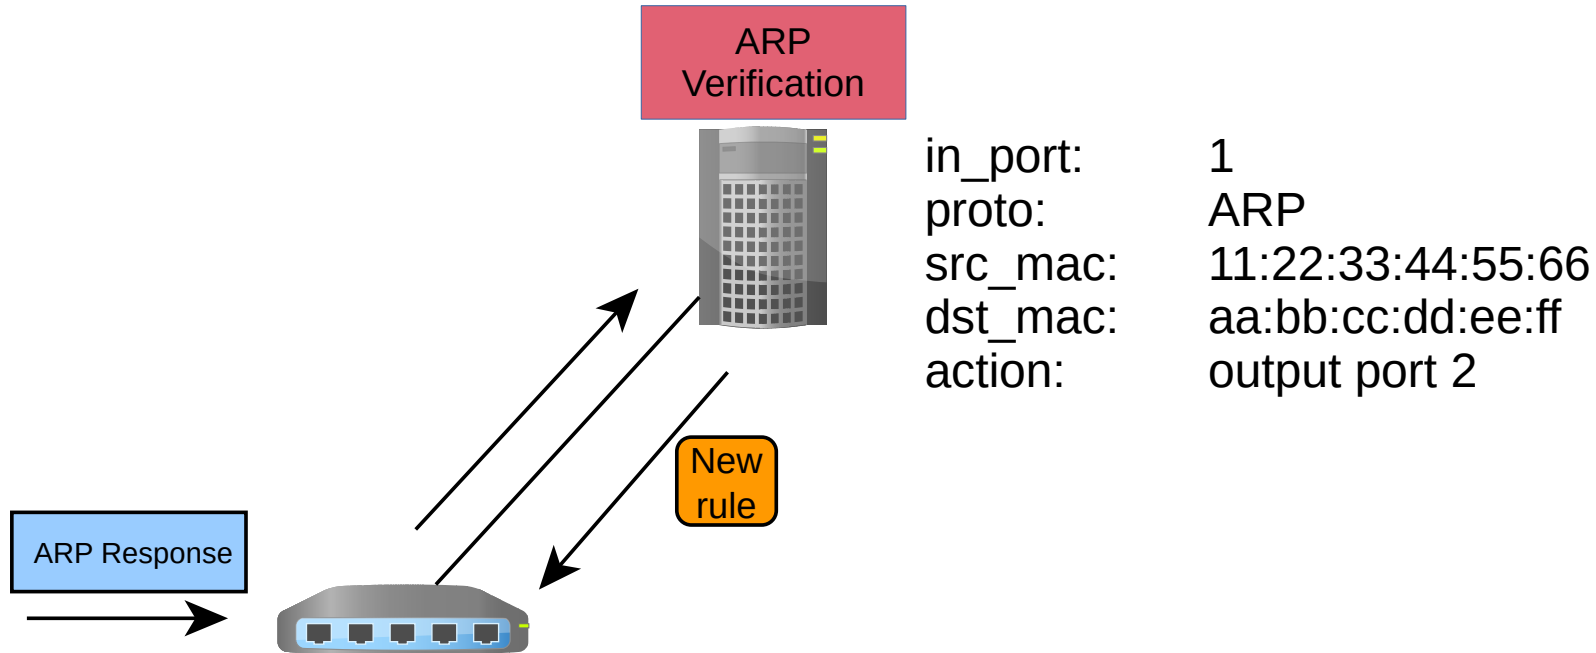 ARP
Verification
in_port: 1
proto: ARP
src_mac: 11:22:33:44:55:66
dst_mac: aa:bb:cc:dd:ee:ff
action: output port 2
New
rule
ARP Response